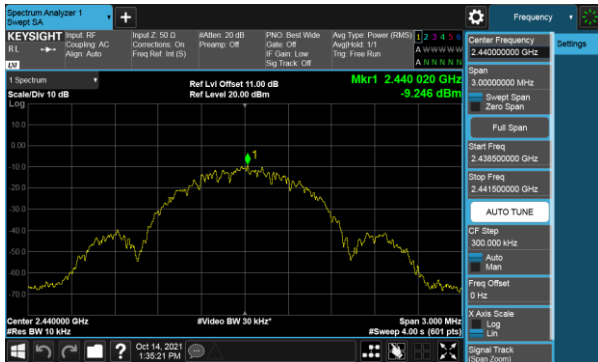 Spectrum Analyzer 1
Swept SA
+
Frequency
KEYSIGHT
Input: RF
Input Z: 50 Ω
#Atten: 20 dB
PNO: Best Wide
Avg Type: Power (RMS)
1 2 3 4 5 6
RL
Coupling: AC
Corrections: On
Preamp: Off
Gate: Off
Avg|Hold: 1/1
A W W W W W
Align: Auto
Freq Ref: Int (S)
IF Gain: Low
Trig: Free Run
Sig Track: Off
A N N N N N
LXI
1 Spectrum
Ref Lvl Offset 11.00 dB
Mkr1 2.440 020 GHz
Scale/Div 10 dB
Ref Level 20.00 dBm
-9.246 dBm
Log
10.0
0.00
-10.0
-20.0
-30.0
-40.0
-50.0
-60.0
-70.0
1
Center 2.440000 GHz
#Video BW 30 kHz*
Span 3.000 MHz
#Res BW 10 kHz
#Sweep 4.00 s (601 pts)
Oct 14, 2021
1:35:21 PM
?
Center Frequency
2.440000000 GHz
Settings
Span
3.00000000 MHz
Swept Span
Zero Span
Full Span
Start Freq
2.438500000 GHz
Stop Freq
2.441500000 GHz
AUTO TUNE
CF Step
300.000 kHz
Auto
Man
Freq Offset
0 Hz
X Axis Scale
Log
Lin
Signal Track
(Span Zoom)